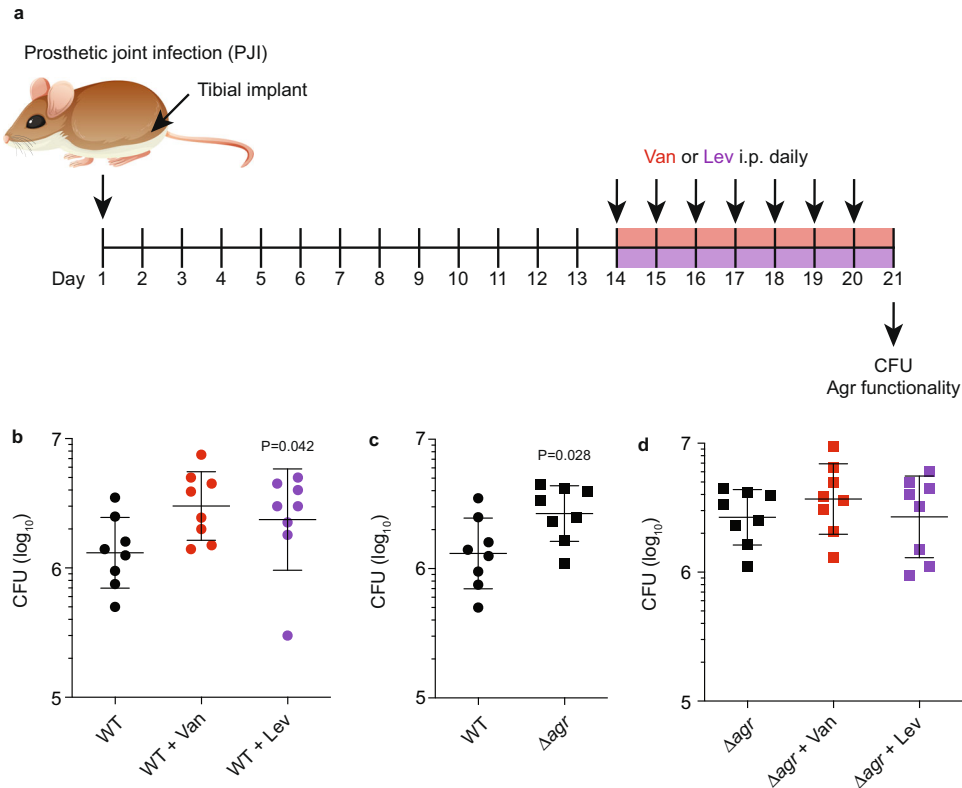 a
Prosthetic joint infection (PJI)
Tibial implant
Van or Lev i.p. daily
Day 1 2 3 4 5 6 7 8 9 10 11 12 13 14 15 16 17 18 19 20 21
CFU
Agr functionality
b
7
6
5
CFU (log10)
P=0.042
WT
WT + Van
WT + Lev
c
7
6
5
CFU (log10)
P=0.028
WT
Δagr
d
7
6
5
CFU (log10)
Δagr
Δagr + Van
Δagr + Lev